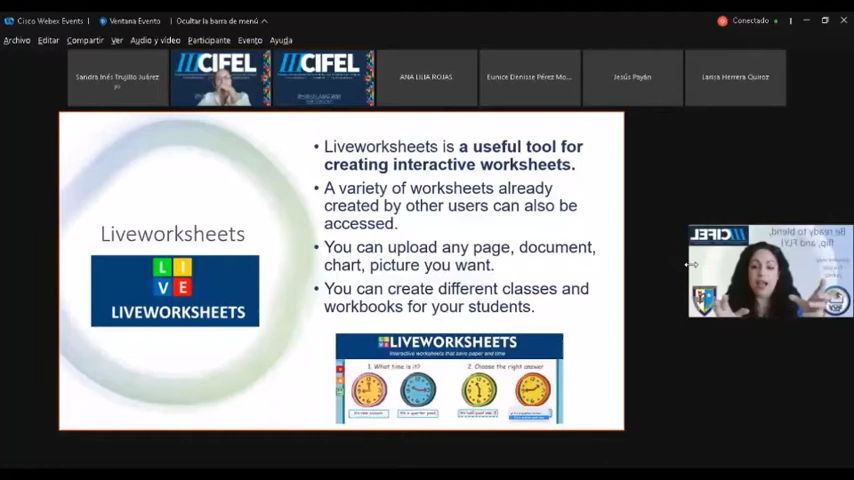 Cisco Webex Events
Ventana Evento
Ocultar la barra de menú
Conectado
Archivo Editar Compartir Ver Audio y vídeo Participante Evento Ayuda
Sandra Inés Trujillo Juárez
yo
CIFEL
CIFEL
ANA LILIA ROJAS
Eunice Denisse Pérez Mo...
Jesús Payán
Larisa Herrera Quiroz
Liveworksheets
L I
V E
LIVEWORKSHEETS
• Liveworksheets is a useful tool for
creating interactive worksheets.
• A variety of worksheets already
created by other users can also be
accessed.
• You can upload any page, document,
chart, picture you want.
• You can create different classes and
workbooks for your students.
LIVEWORKSHEETS
Interactive worksheets that save paper and time
1. What time is it?
2. Choose the right answer
CIFEL
Be ready to blend,
flip, and FLY!